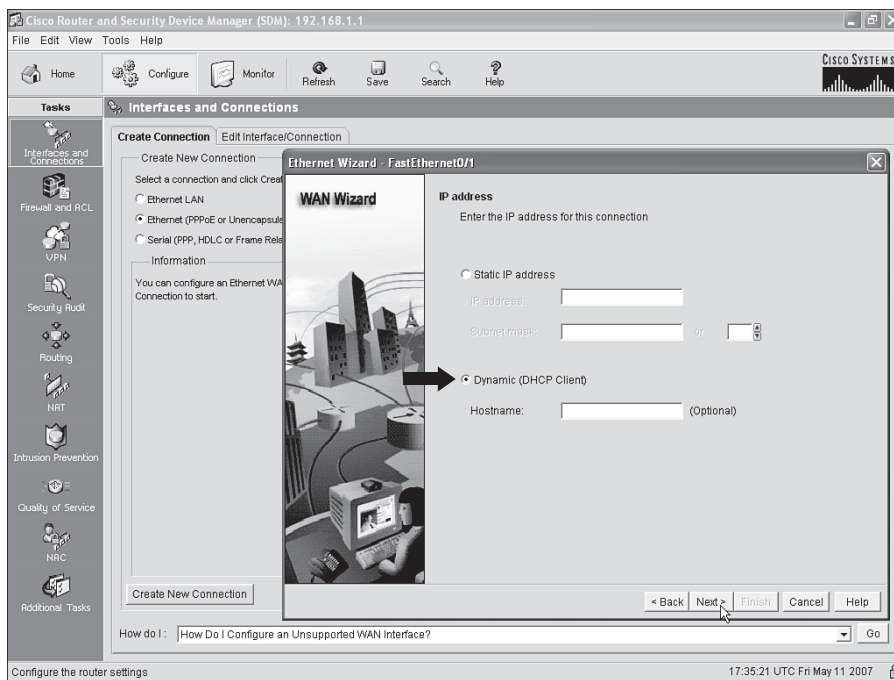 Cisco Router and Security Device Manager (SDM): 192.168.1.1
File Edit View Tools Help
Home Configure Monitor Refresh Save Search Help
CISCO SYSTEMS
Tasks
Interfaces and Connections
Interfaces and Connections
Firewall and ACL
VPN
Security Audit
Routing
NAT
Intrusion Prevention
Quality of Service
NAC
Additional Tasks
Create Connection Edit Interface/Connection
Create New Connection
Select a connection and click Creat
Ethernet LAN
Ethernet (PPPoE or Unencapsule
Serial (PPP, HDLC or Frame Rela
Information
You can configure an Ethernet WA
Connection to start.
Create New Connection
Ethernet Wizard - FastEthernet0/1
WAN Wizard
IP address
Enter the IP address for this connection
Static IP address
IP address:
Subnet mask: or
Dynamic (DHCP Client)
Hostname: (Optional)
< Back Next > Finish Cancel Help
How do I: How Do I Configure an Unsupported WAN Interface? Go
Configure the router settings 17:35:21 UTC Fri May 11 2007